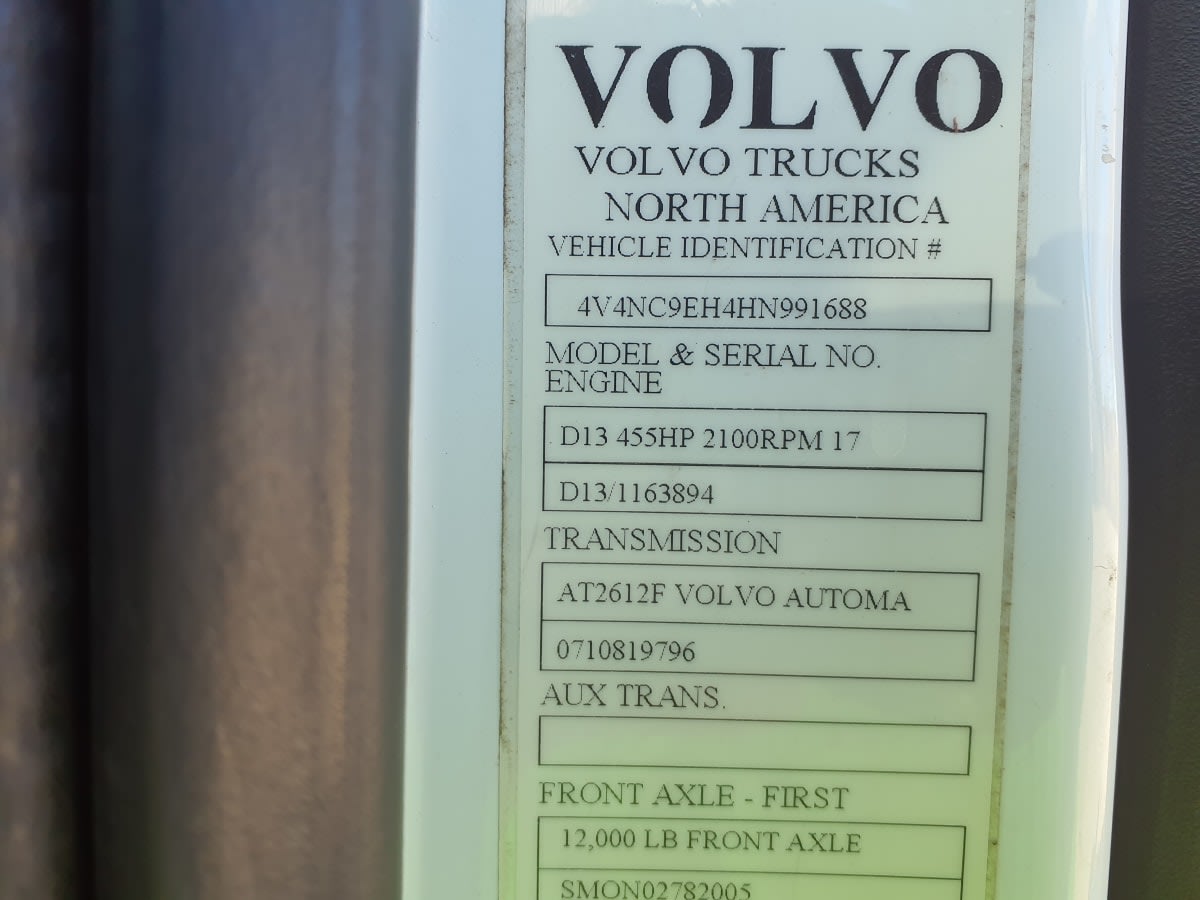 VOLVO
VOLVO TRUCKS
NORTH AMERICA
VEHICLE IDENTIFICATION #
4V4NC9EH4HN991688
MODEL & SERIAL NO.
ENGINE
D13 455HP 2100RPM 17
D13/1163894
TRANSMISSION
AT2612F VOLVO AUTOMA
0710819796
AUX TRANS.
FRONT AXLE - FIRST
12,000 LB FRONT AXLE
SMON02782005